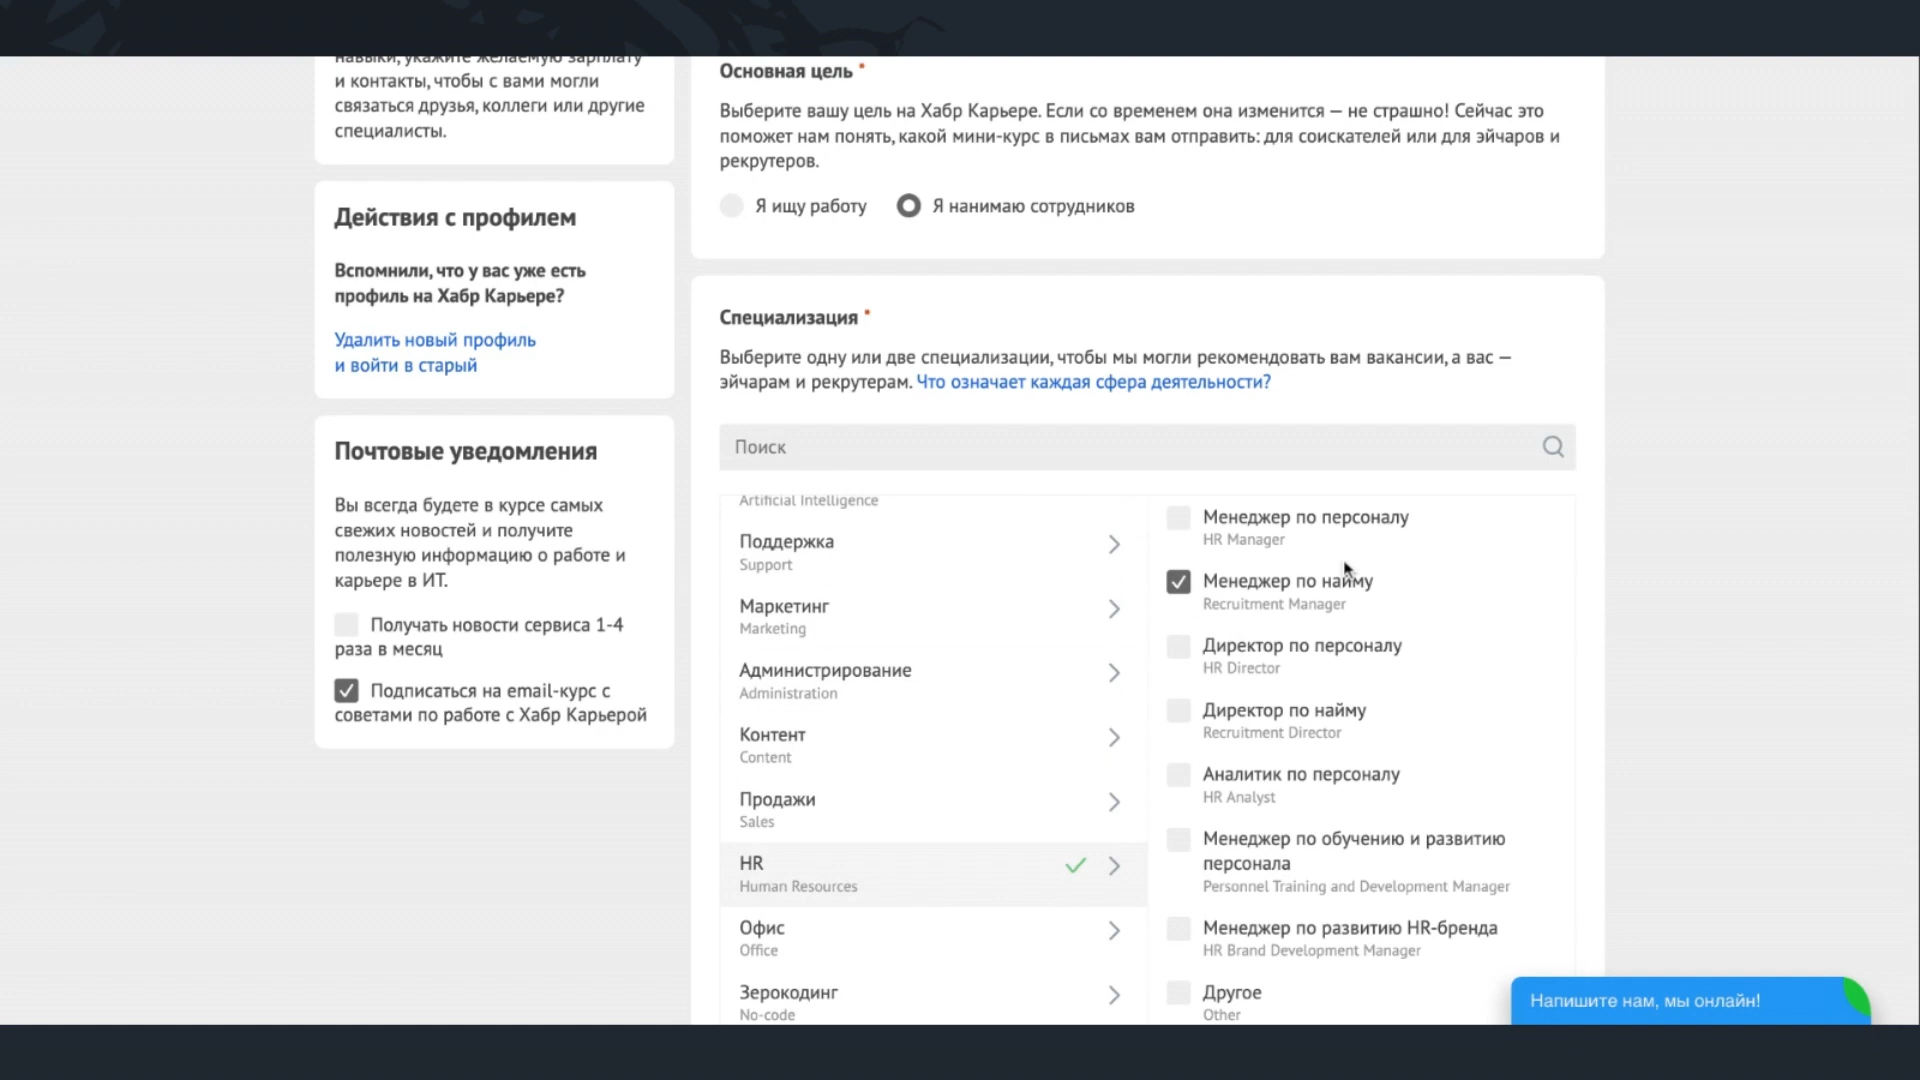 навыки, укажите желаемую зарплату
и контакты, чтобы с вами могли
связаться друзья, коллеги или другие
специалисты.
Действия с профилем
Вспомнили, что у вас уже есть
профиль на Хабр Карьере?
Удалить новый профиль
и войти в старый
Почтовые уведомления
Вы всегда будете в курсе самых
свежих новостей и получите
полезную информацию о работе и
карьере в ИТ.
Получать новости сервиса 1-4
раза в месяц
Подписаться на email-курс с
советами по работе с Хабр Карьерой
Основная цель *
Выберите вашу цель на Хабр Карьере. Если со временем она изменится — не страшно! Сейчас это
поможет нам понять, какой мини-курс в письмах вам отправить: для соискателей или для эйчаров и
рекрутеров.
Я ищу работу Я нанимаю сотрудников
Специализация *
Выберите одну или две специализации, чтобы мы могли рекомендовать вам вакансии, а вас —
эйчарам и рекрутерам. Что означает каждая сфера деятельности?
Поиск
Artificial Intelligence
Поддержка
Support
Маркетинг
Marketing
Администрирование
Administration
Контент
Content
Продажи
Sales
HR
Human Resources
Офис
Office
Зерокодинг
No-code
Менеджер по персоналу
HR Manager
Менеджер по найму
Recruitment Manager
Директор по персоналу
HR Director
Директор по найму
Recruitment Director
Аналитик по персоналу
HR Analyst
Менеджер по обучению и развитию
персонала
Personnel Training and Development Manager
Менеджер по развитию HR-бренда
HR Brand Development Manager
Другое
Other
Напишите нам, мы онлайн!